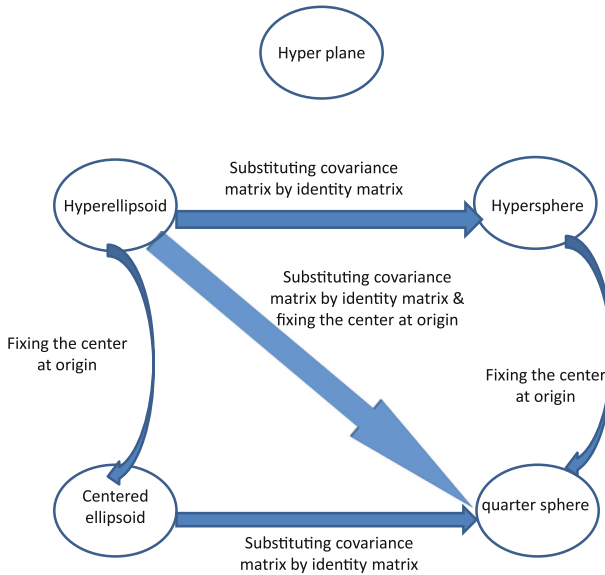 Hyper plane
Substituting covariance
matrix by identity matrix
Hyperellipsoid
Hypersphere
Substituting covariance
matrix by identity matrix &
fixing the center at origin
Fixing the center
at origin
Fixing the center
at origin
Centered
ellipsoid
quarter sphere
Substituting covariance
matrix by identity matrix